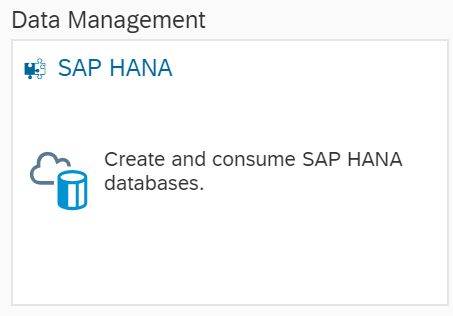 Data Management
SAP HANA
Create and consume SAP HANA
databases.